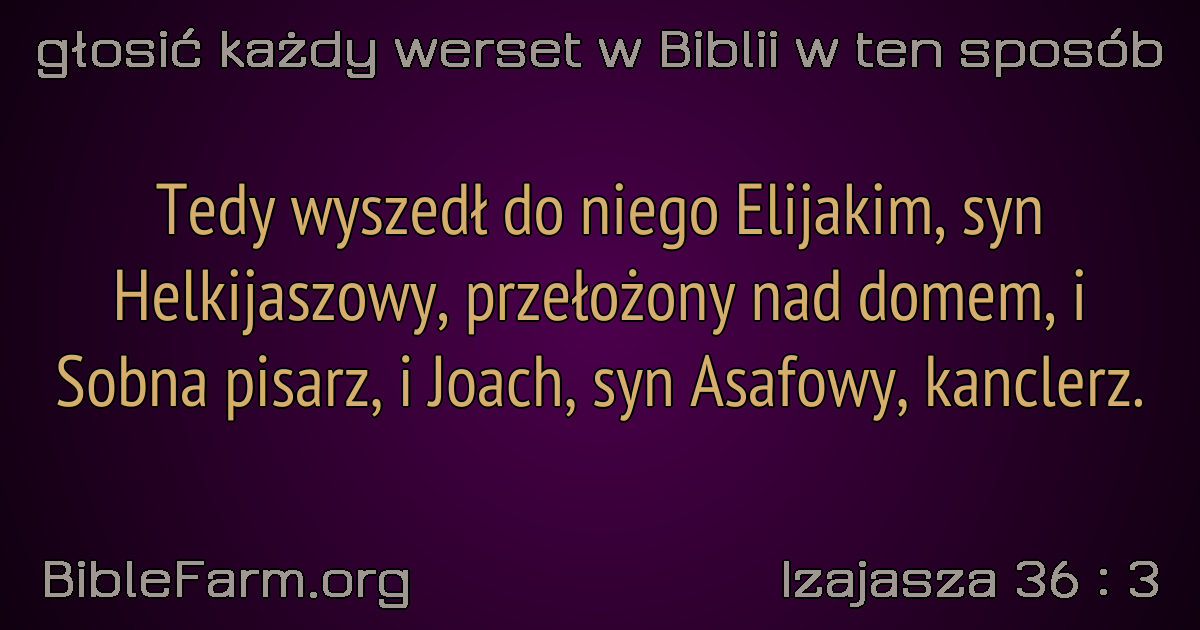 głosić każdy werset w Biblii w ten sposób
Tedy wyszedł do niego Elijakim, syn
Helkijaszowy, przełożony nad domem, i
Sobna pisarz, i Joach, syn Asafowy, kanclerz.
BibleFarm.org
Izajasza 36 : 3